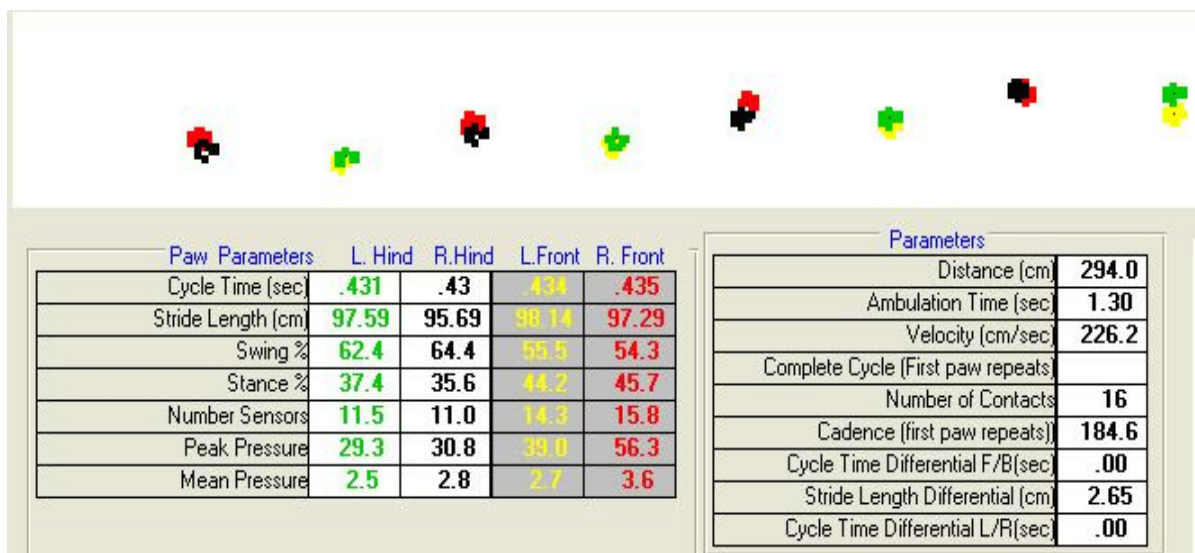 Paw Parameters L. Hind R.Hind L.Front R. Front
Cycle Time (sec) .431 .43 .434 .435
Stride Length (cm) 97.59 95.69 98.14 97.29
Swing % 62.4 64.4 55.5 54.3
Stance % 37.4 35.6 44.2 45.7
Number Sensors 11.5 11.0 14.3 15.8
Peak Pressure 29.3 30.8 39.0 56.3
Mean Pressure 2.5 2.8 2.7 3.6
Parameters
Distance (cm) 294.0
Ambulation Time (sec) 1.30
Velocity (cm/sec) 226.2
Complete Cycle (First paw repeats)
Number of Contacts 16
Cadence (first paw repeats)) 184.6
Cycle Time Differential F/B(sec) .00
Stride Length Differential (cm) 2.65
Cycle Time Differential L/R(sec) .00